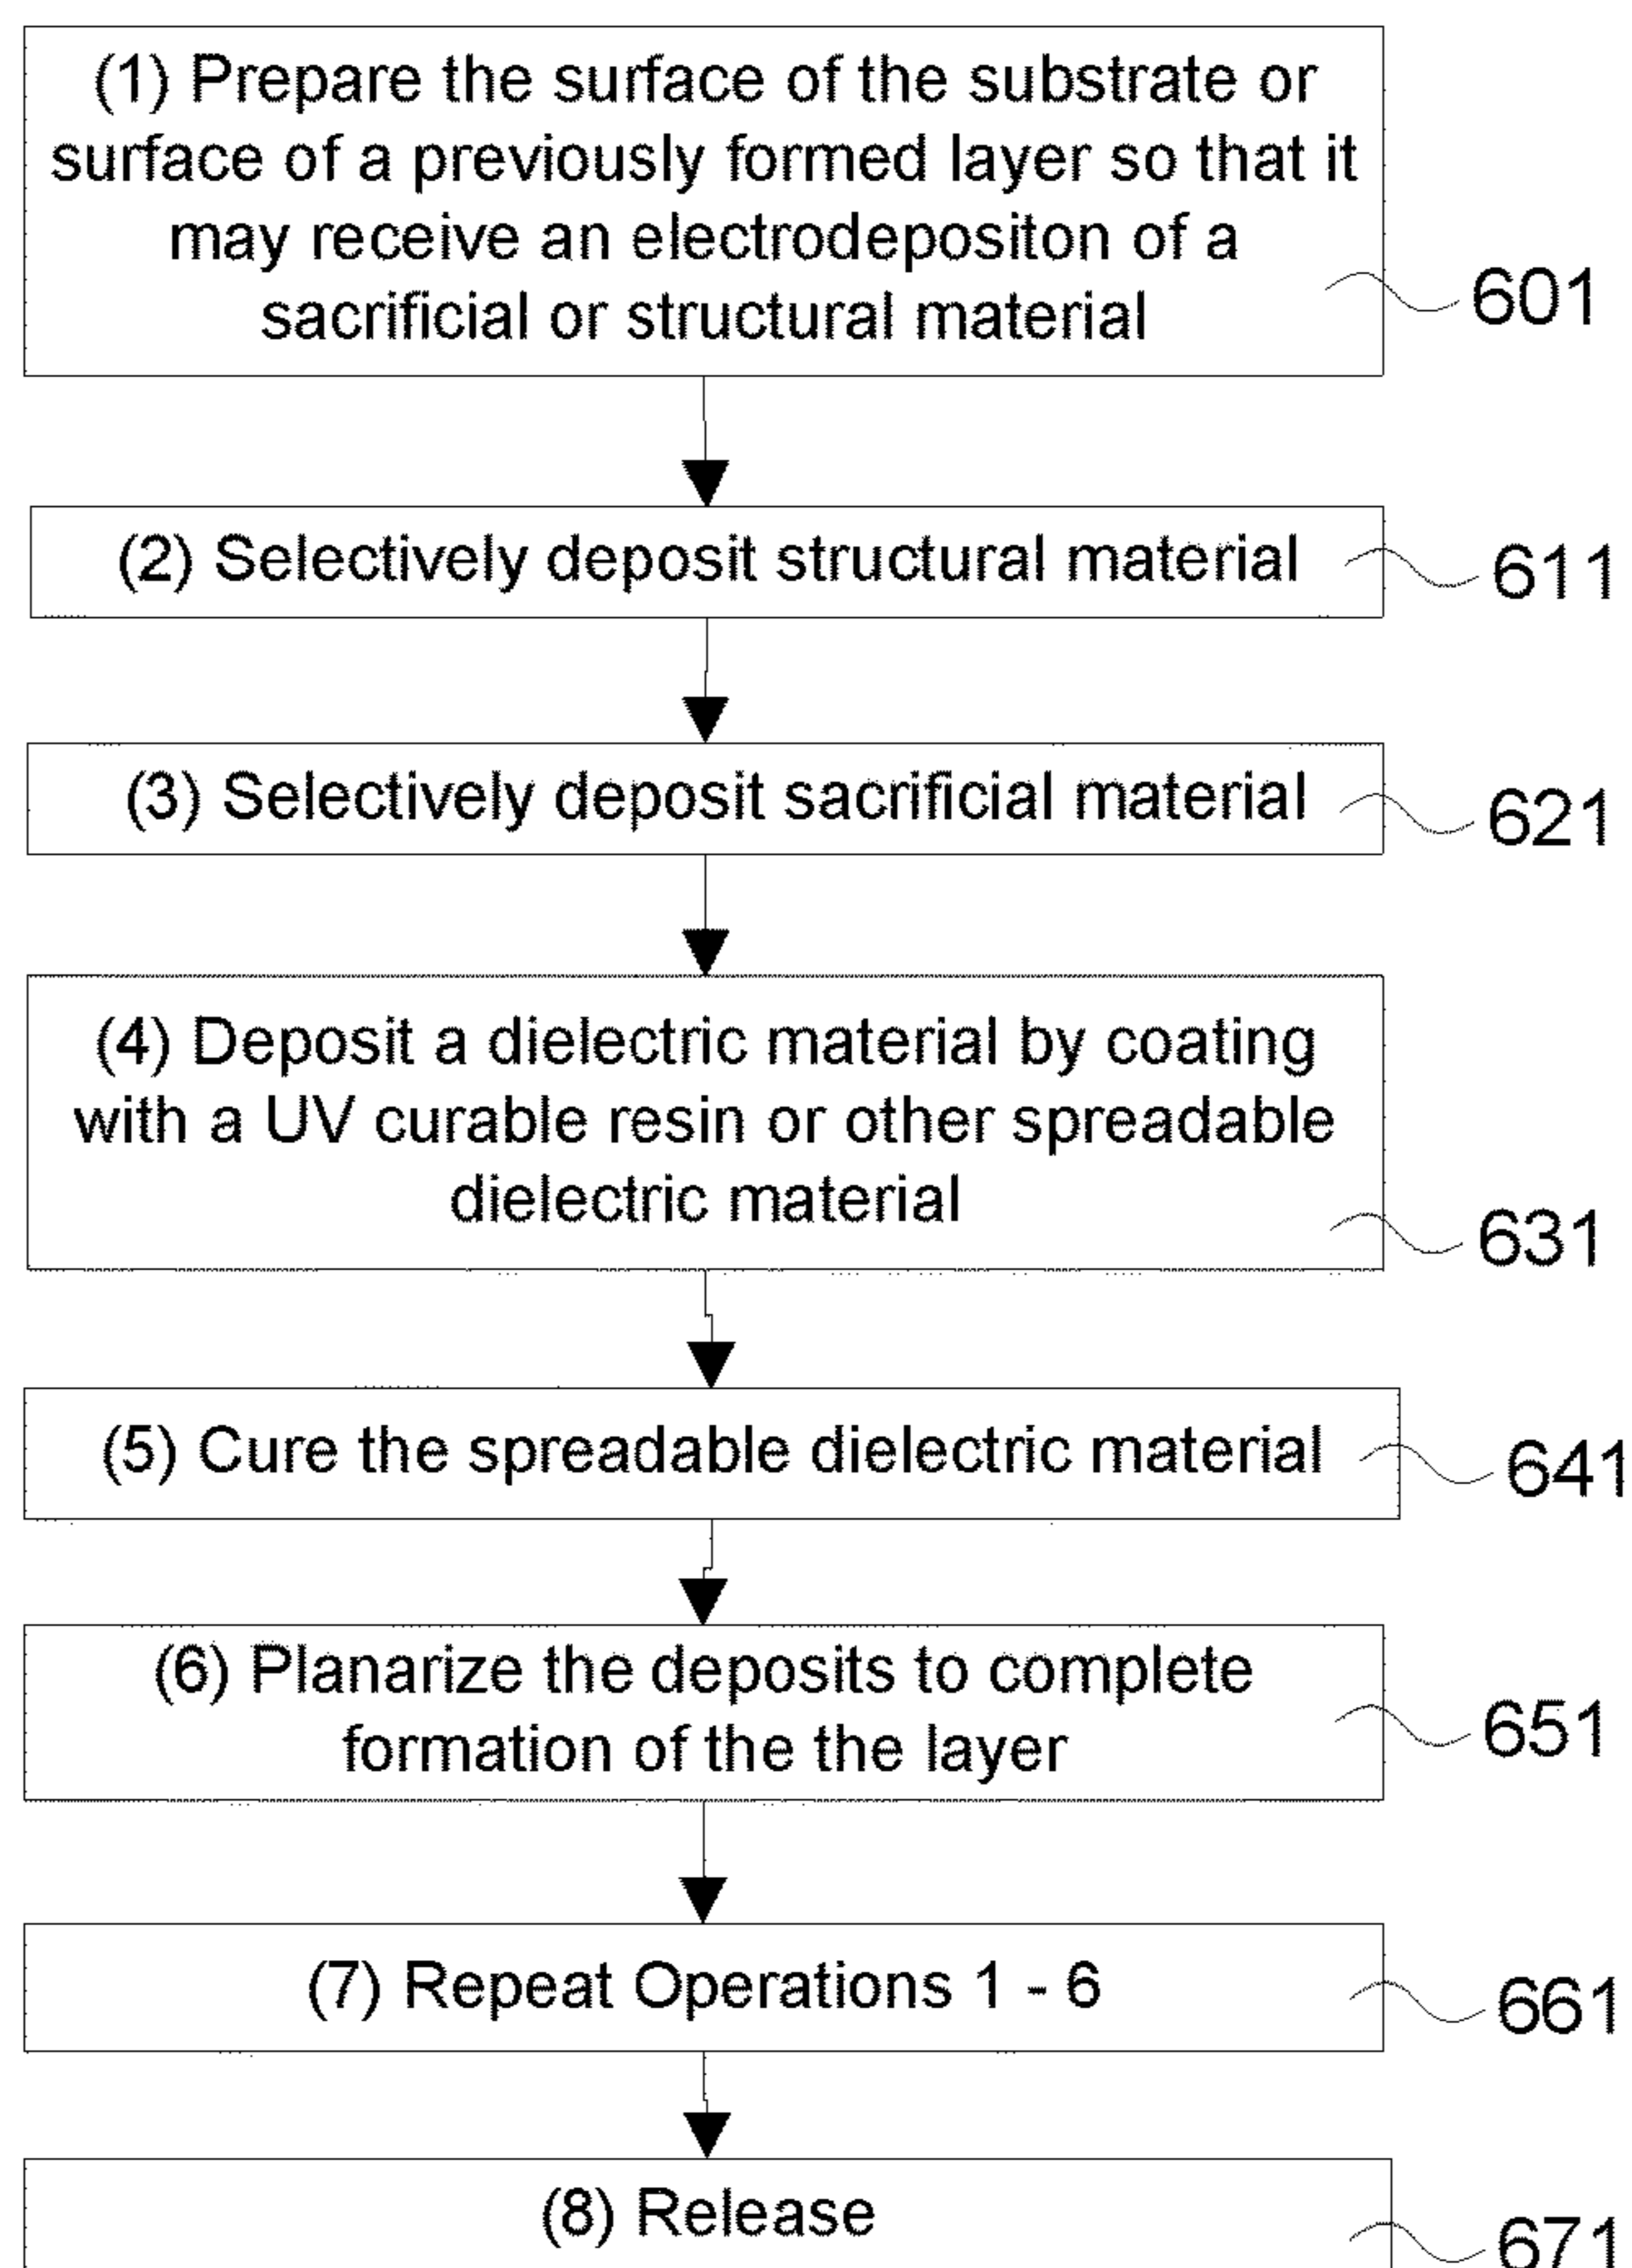 (1) Prepare the surface of the substrate or
surface of a previously formed layer so that it
may receive an electrodepositon of a
sacrificial or structural material
601
(2) Selectively deposit structural material
611
(3) Selectively deposit sacrificial material
621
(4) Deposit a dielectric material by coating
with a UV curable resin or other spreadable
dielectric material
631
(5) Cure the spreadable dielectric material
641
(6) Planarize the deposits to complete
formation of the the layer
651
(7) Repeat Operations 1 - 6
661
(8) Release
671